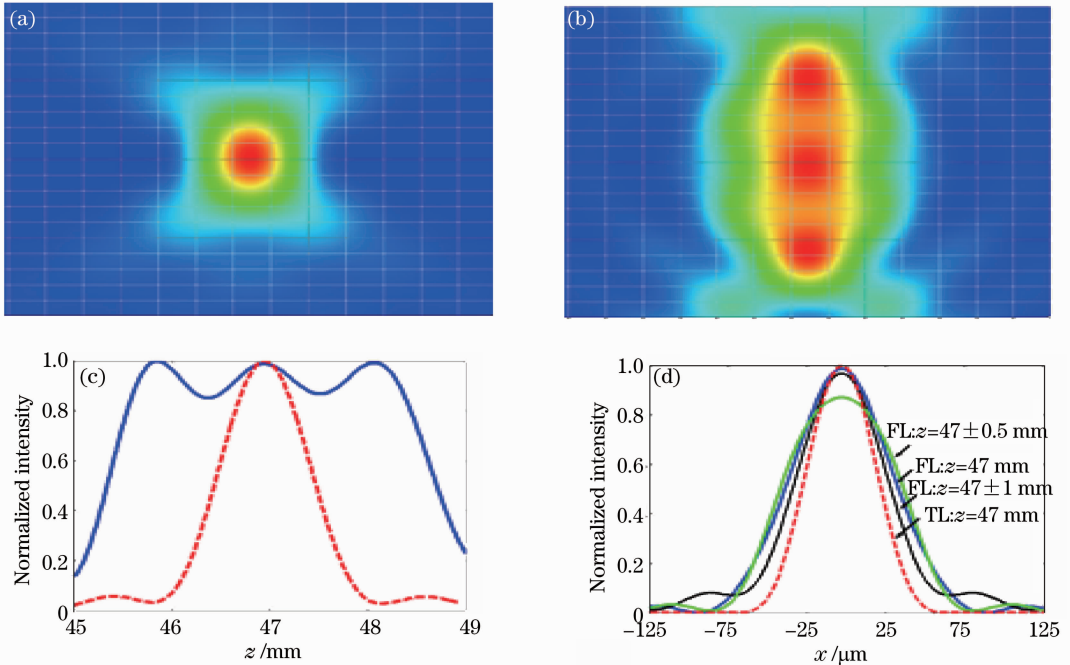 (a)
(b)
(c)
1.0
0.8
0.6
0.4
0.2
0
45
46
47
48
49
Normalized intensity
z /mm
(d)
1.0
0.8
0.6
0.4
0.2
0
−125
−75
−25
25
75
125
Normalized intensity
x /μm
FL:z=47±0.5 mm
FL:z=47 mm
FL:z=47±1 mm
TL:z=47 mm